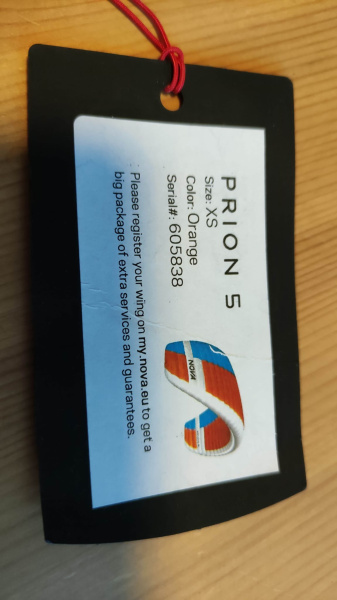 PRION 5
Size: XS
Color: Orange
Serial#: 605838
NOVA
Please register your wing on my.nova.eu to get a
big package of extra services and guarantees.